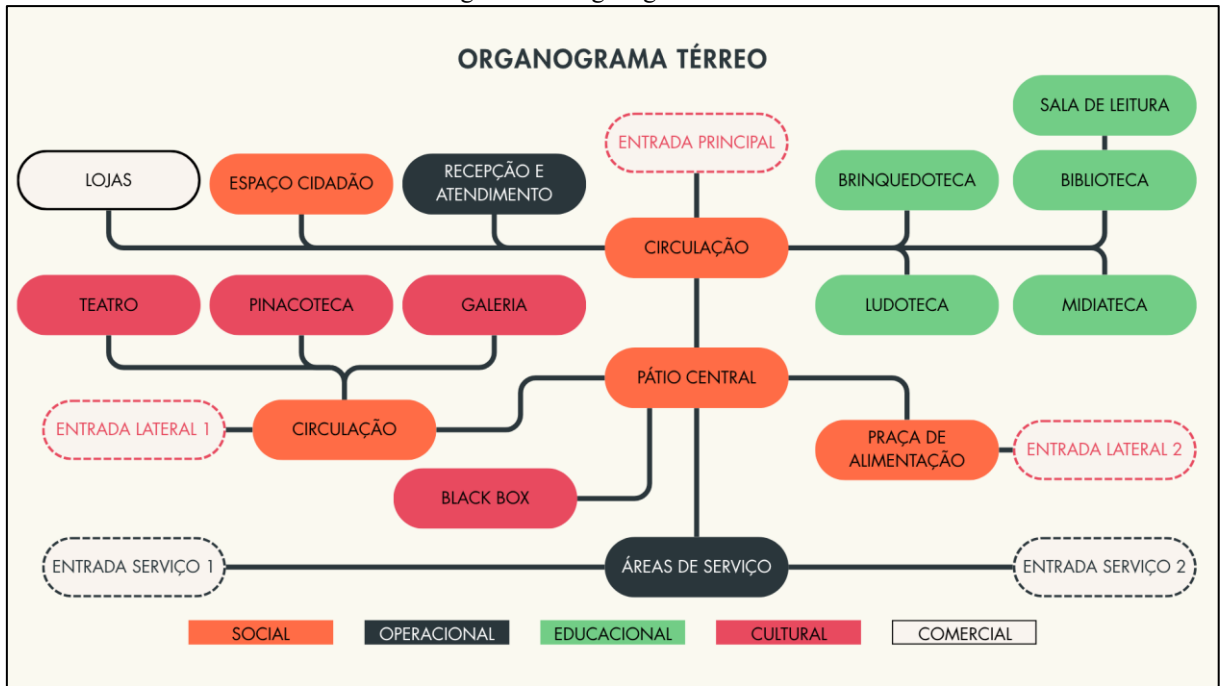 ORGANOGRAMA TÉRREO
SALA DE LEITURA
ENTRADA PRINCIPAL
LOJAS
ESPAÇO CIDADÃO
RECEPÇÃO E
ATENDIMENTO
BRINQUEDOTECA
BIBLIOTECA
CIRCULAÇÃO
TEATRO
PINACOTECA
GALERIA
LUDOTECA
MIDIATECA
PÁTIO CENTRAL
ENTRADA LATERAL 1
CIRCULAÇÃO
PRAÇA DE
ALIMENTAÇÃO
ENTRADA LATERAL 2
BLACK BOX
ENTRADA SERVIÇO 1
ÁREAS DE SERVIÇO
ENTRADA SERVIÇO 2
SOCIAL
OPERACIONAL
EDUCACIONAL
CULTURAL
COMERCIAL